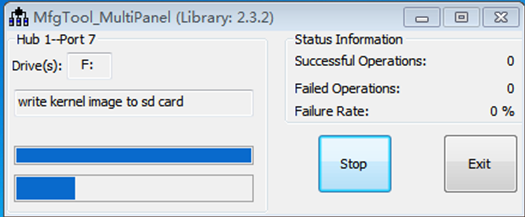 MfgTool_MultiPanel (Library: 2.3.2)
Hub 1--Port 7
Drive(s): F:
write kernel image to sd card
Status Information
Successful Operations: 0
Failed Operations: 0
Failure Rate: 0 %
Stop
Exit